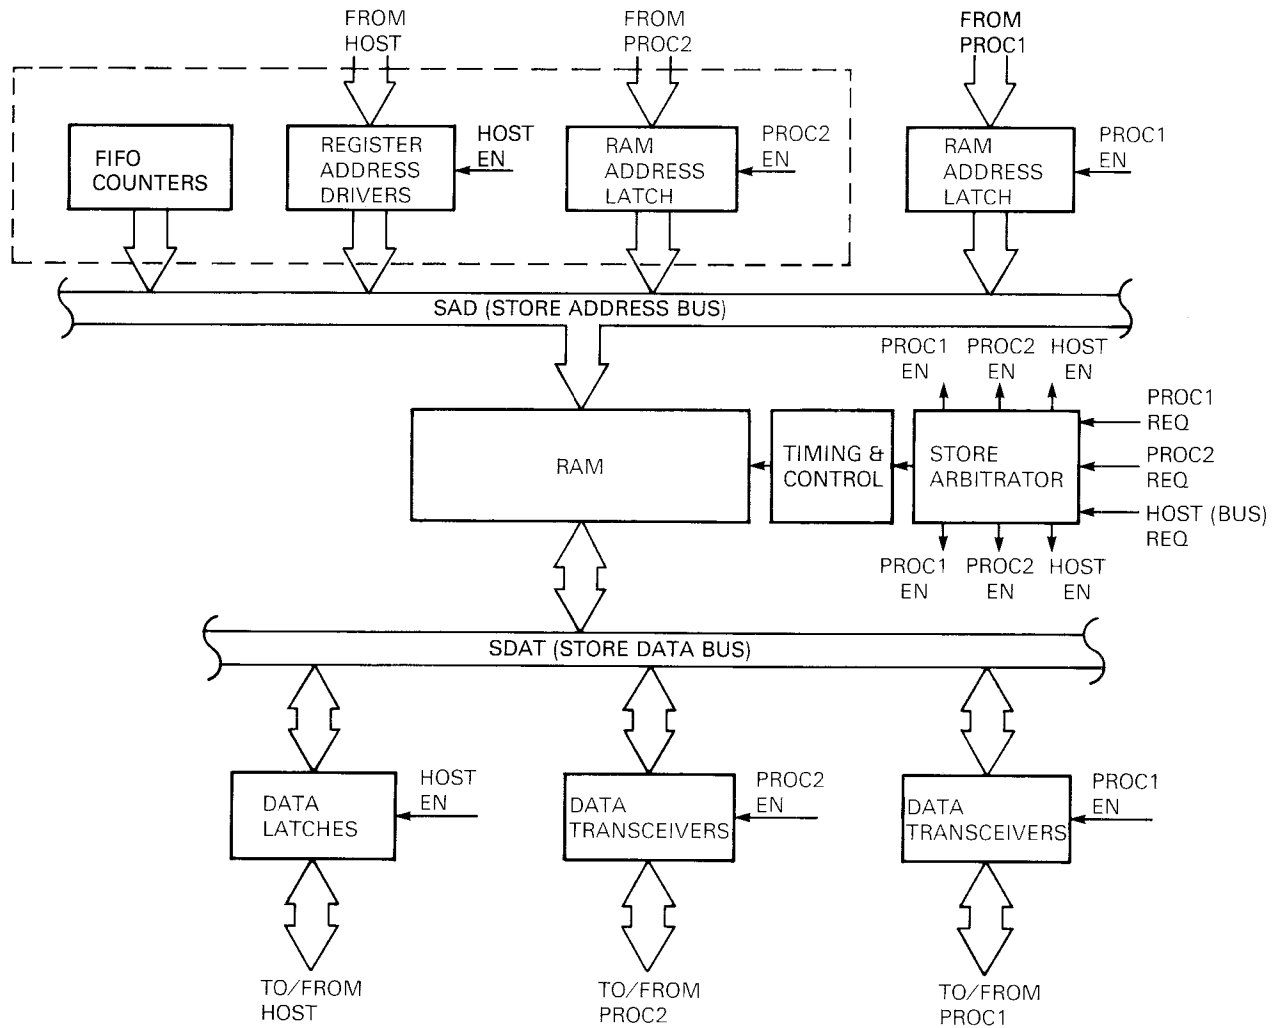 FROM
HOST
FROM
PROC2
FROM
PROC1
FIFO
COUNTERS
REGISTER
ADDRESS
DRIVERS
HOST
EN
RAM
ADDRESS
LATCH
PROC2
EN
RAM
ADDRESS
LATCH
PROC1
EN
SAD (STORE ADDRESS BUS)
PROC1
EN
PROC2
EN
HOST
EN
RAM
TIMING &
CONTROL
STORE
ARBITRATOR
PROC1
REQ
PROC2
REQ
HOST (BUS)
REQ
PROC1
EN
PROC2
EN
HOST
EN
SDAT (STORE DATA BUS)
DATA
LATCHES
HOST
EN
DATA
TRANSCEIVERS
PROC2
EN
DATA
TRANSCEIVERS
PROC1
EN
TO/FROM
HOST
TO/FROM
PROC2
TO/FROM
PROC1